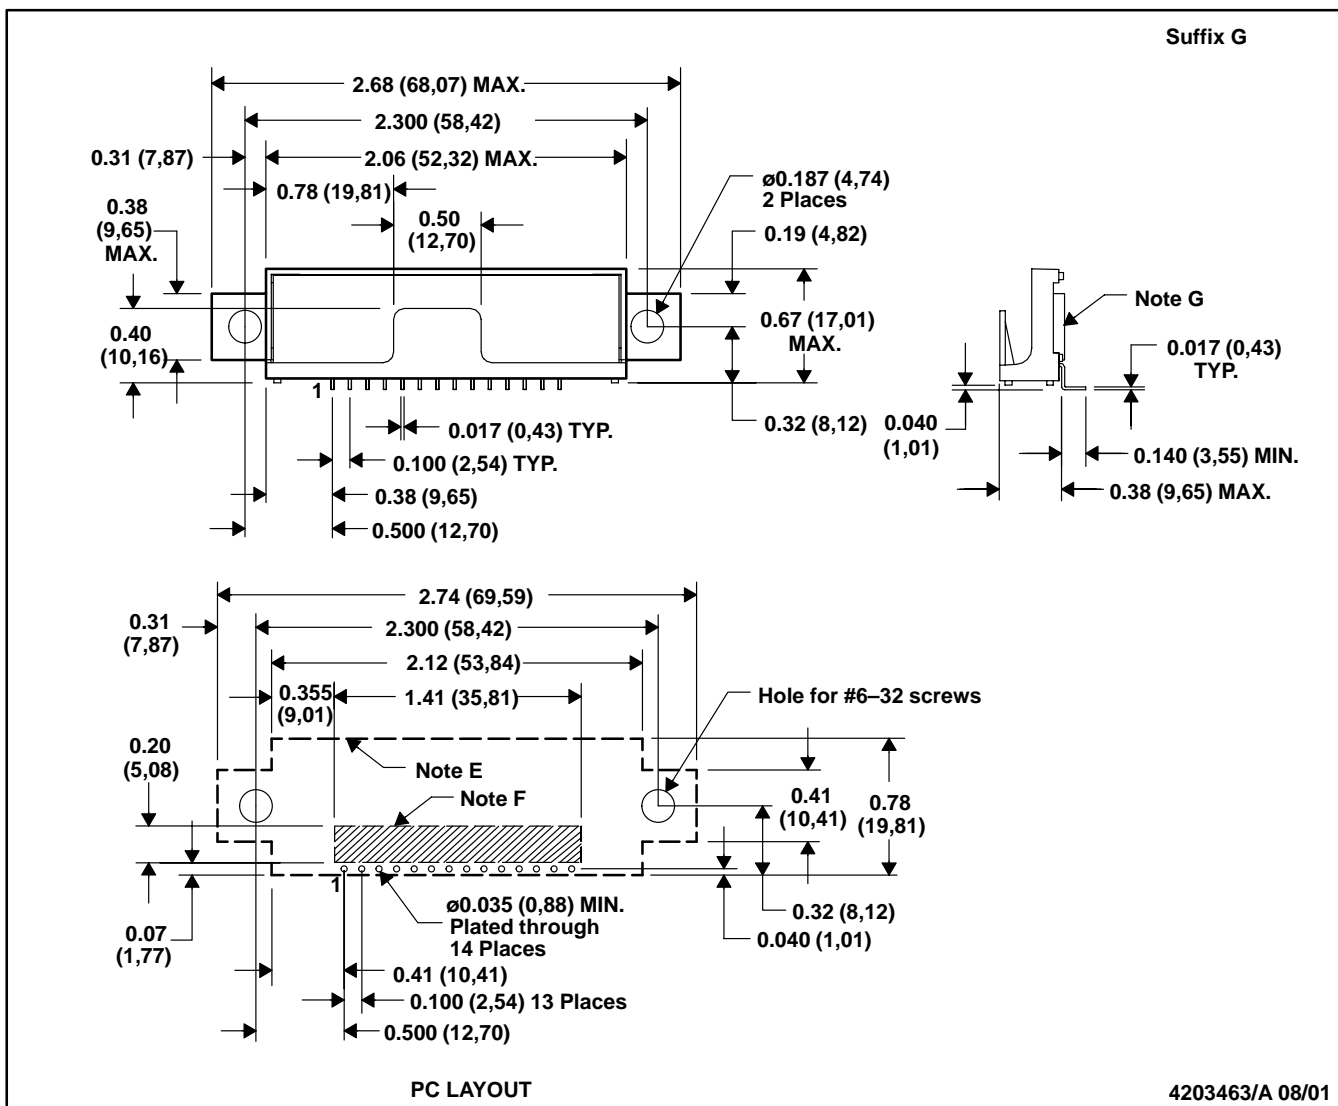 Suffix G
2.68 (68,07) MAX.
2.300 (58,42)
0.31 (7,87)
2.06 (52,32) MAX.
0.78 (19,81)
ø0.187 (4,74)
2 Places
0.38
(9,65)
MAX.
0.50
(12,70)
0.19 (4,82)
Note G
0.40
(10,16)
0.67 (17,01)
MAX.
0.017 (0,43)
TYP.
1
0.017 (0,43) TYP.
0.32 (8,12)
0.040
(1,01)
0.100 (2,54) TYP.
0.140 (3,55) MIN.
0.38 (9,65)
0.38 (9,65) MAX.
0.500 (12,70)
2.74 (69,59)
0.31
(7,87)
2.300 (58,42)
2.12 (53,84)
0.355
(9,01)
1.41 (35,81)
Hole for #6–32 screws
0.20
(5,08)
Note E
Note F
0.41
(10,41)
0.78
(19,81)
1
ø0.035 (0,88) MIN.
Plated through
14 Places
0.32 (8,12)
0.07
(1,77)
0.040 (1,01)
0.41 (10,41)
0.100 (2,54) 13 Places
0.500 (12,70)
PC LAYOUT
4203463/A 08/01